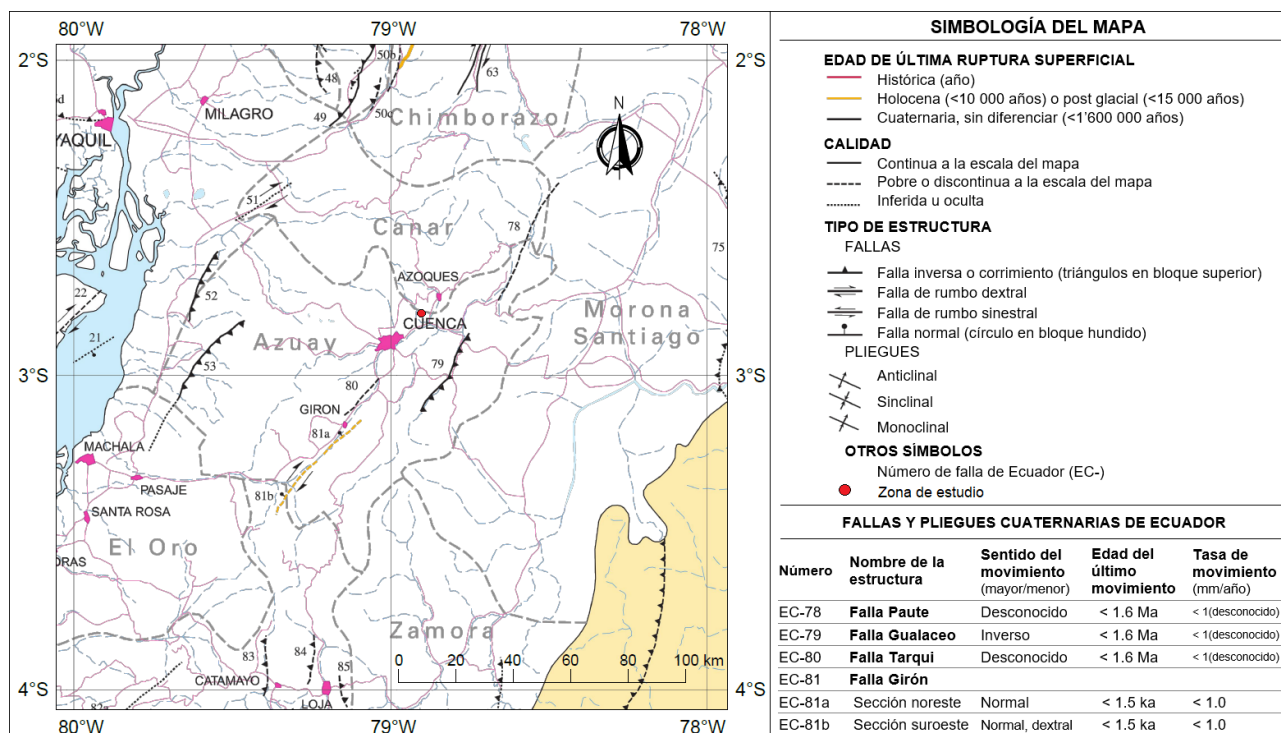 80°W
79°W
78°W
2°S
2°S
48
50b
63
49
50c
MILAGRO
Chimborazo
N
YAQUIL
51
78
Canar
75
AZOQUES
22
52
CUENCA
Morona
Santiago
21
Azuay
79
53
3°S
3°S
80
GIRON
81a
MACHALA
PASAJE
81b
SANTA ROSA
El Oro
Zamora
0 20 40 60 80 100 km
83
84
85
CATAMAYO
LOJA
4°S
4°S
80°W
79°W
78°W
SIMBOLOGÍA DEL MAPA
EDAD DE ÚLTIMA RUPTURA SUPERFICIAL
Histórica (año)
Holocena (<10 000 años) o post glacial (<15 000 años)
Cuaternaria, sin diferenciar (<1'600 000 años)
CALIDAD
Continua a la escala del mapa
Pobre o discontinua a la escala del mapa
Inferida u oculta
TIPO DE ESTRUCTURA
FALLAS
Falla inversa o corrimiento (triángulos en bloque superior)
Falla de rumbo dextral
Falla de rumbo sinestral
Falla normal (círculo en bloque hundido)
PLIEGUES
Anticlinal
Sinclinal
Monoclinal
OTROS SÍMBOLOS
Número de falla de Ecuador (EC-)
Zona de estudio
FALLAS Y PLIEGUES CUATERNARIAS DE ECUADOR
Número Nombre de la estructura Sentido del movimiento (mayor/menor) Edad del último movimiento Tasa de movimiento (mm/año)
EC-78 Falla Paute Desconocido < 1.6 Ma < 1(desconocido)
EC-79 Falla Gualaceo Inverso < 1.6 Ma < 1(desconocido)
EC-80 Falla Tarqui Desconocido < 1.6 Ma < 1(desconocido)
EC-81 Falla Girón
EC-81a Sección noreste Normal < 1.5 ka < 1.0
EC-81b Sección suroeste Normal, dextral < 1.5 ka < 1.0